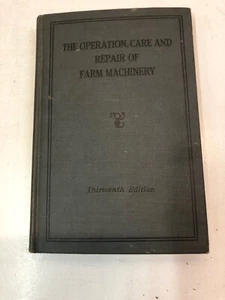 THE OPERATION, CARE AND
REPAIR OF
FARM MACHINERY
Thirteenth Edition